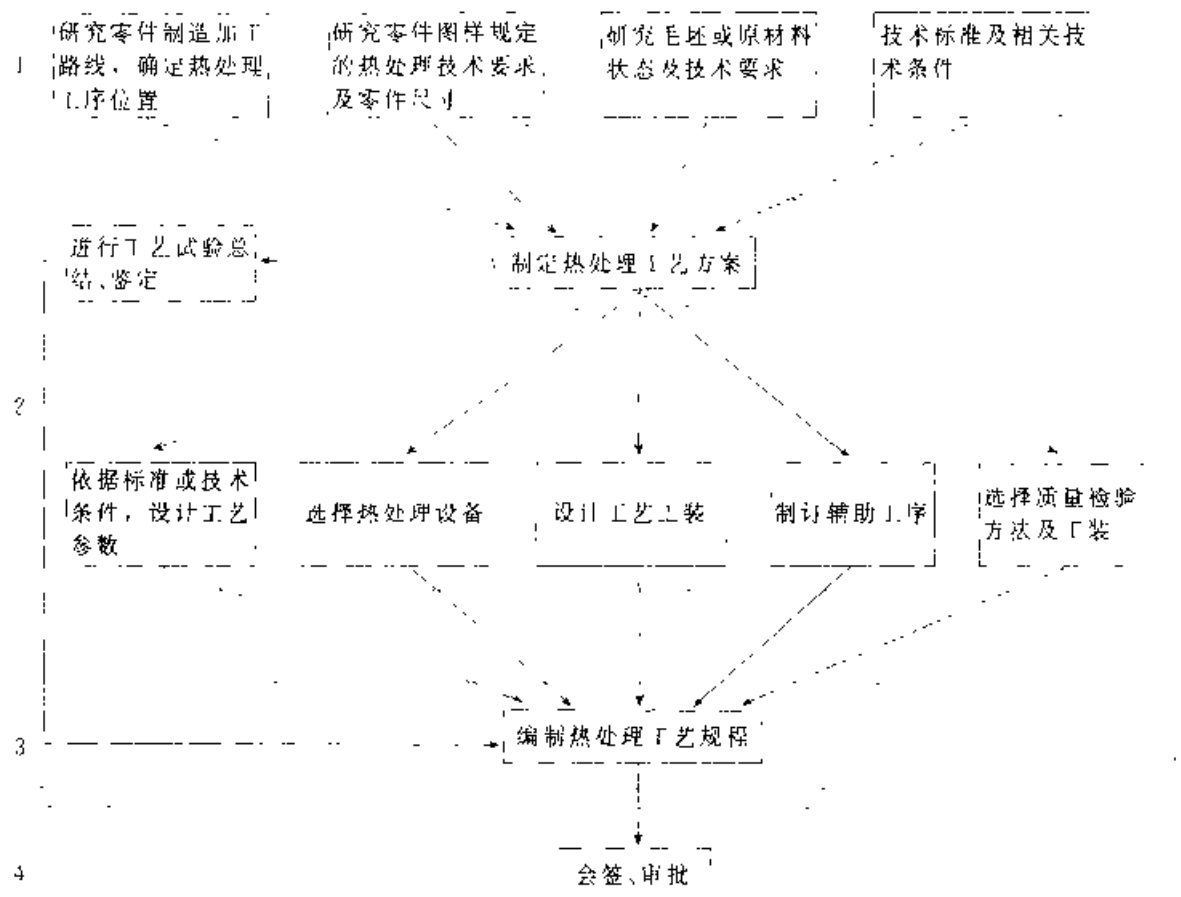 1
研究零件制造加工
路线，确定热处理
工序位置
研究零件图样规定
的热处理技术要求
及零件尺寸
研究毛坯或原材料
状态及技术要求
技术标准及相关技
术条件
进行工艺试验总
结、鉴定
制定热处理工艺方案
2
依据标准或技术
条件，设计工艺
参数
选择热处理设备
设计工艺工装
制订辅助工序
选择质量检验
方法及工装
3
编制热处理工艺规程
4
会签、审批